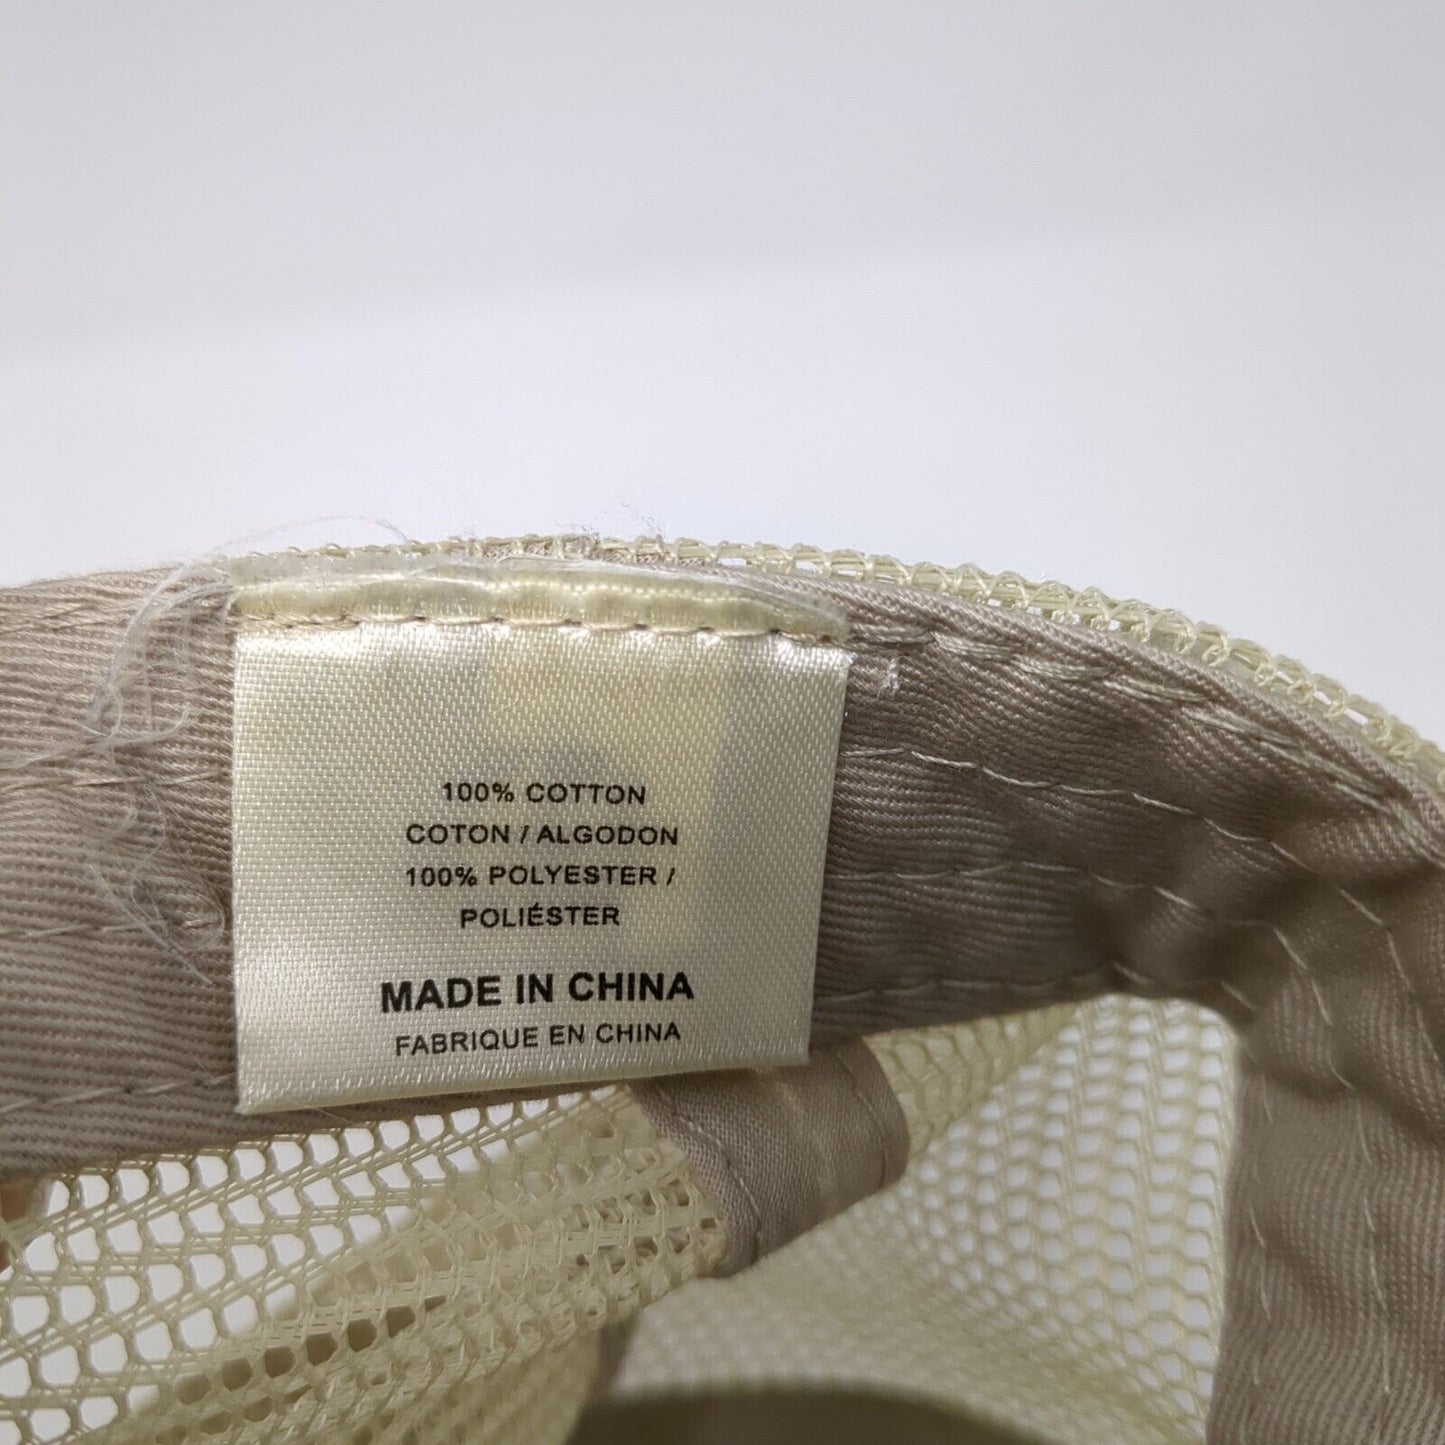 100% COTTON
COTON / ALGODON
100% POLYESTER /
POLIÉSTER
MADE IN CHINA
FABRIQUE EN CHINA